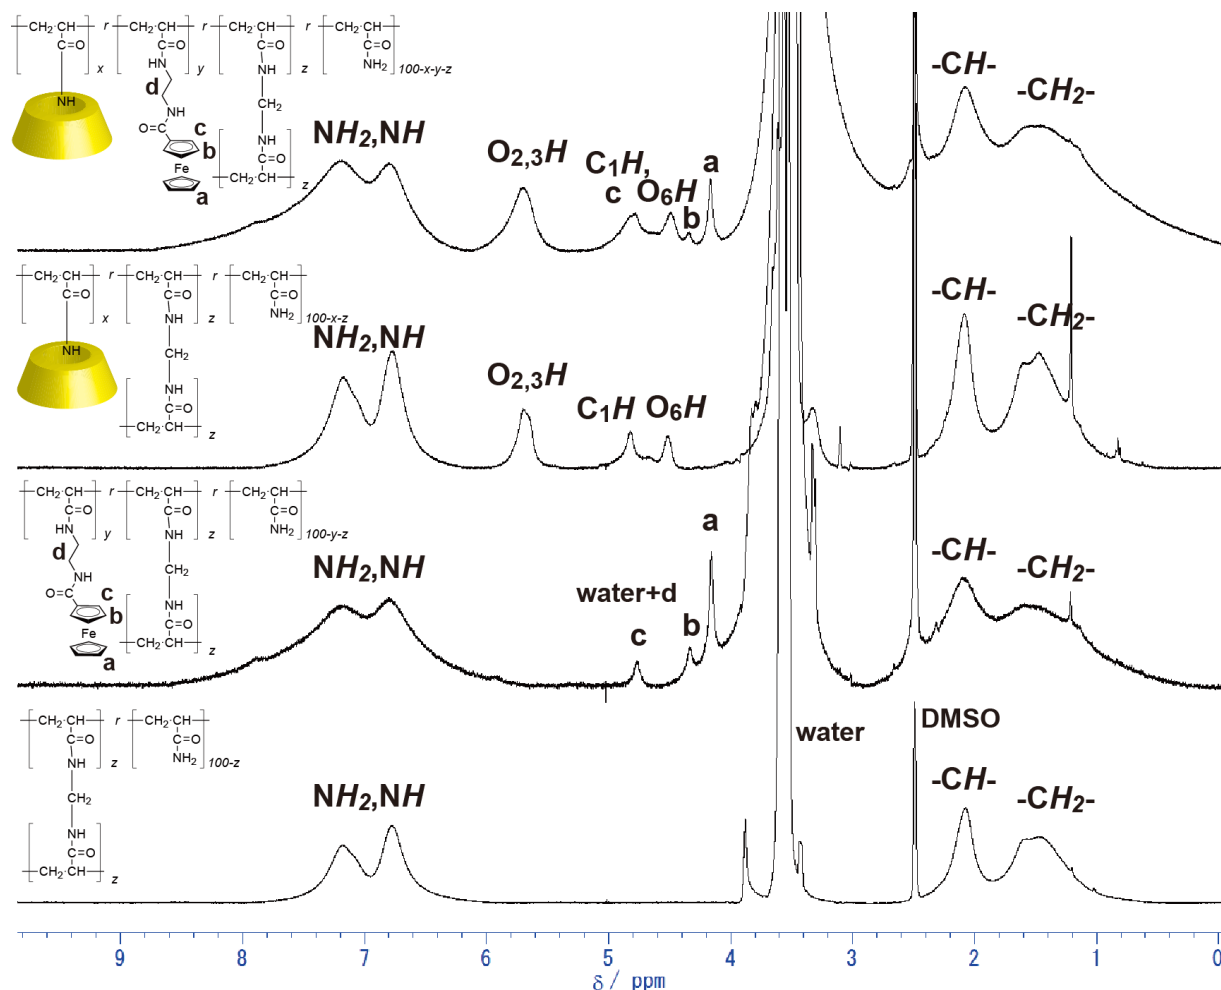 CH₂-CH r CH₂-CH r CH₂-CH r CH₂-CH
C=O C=O C=O C=O
x NH y NH z NH₂ 100-x-y-z
NH d CH₂
NH NH
O=C c C=O
b CH₂-CH z
Fe
a
NH₂,NH
O₂,₃H
C₁H,
c
O₆H
b
a
-CH-
-CH₂-
CH₂-CH r CH₂-CH r CH₂-CH
C=O C=O C=O
x NH z NH₂ 100-x-z
NH CH₂
NH
C=O
CH₂-CH z
NH₂,NH
O₂,₃H
C₁H
O₆H
-CH-
-CH₂-
CH₂-CH r CH₂-CH r CH₂-CH
C=O C=O C=O
NH y NH z NH₂ 100-y-z
d CH₂
NH NH
O=C c C=O
b CH₂-CH z
Fe
a
NH₂,NH
water+d
c
b
a
-CH-
-CH₂-
CH₂-CH r CH₂-CH
C=O C=O
NH z NH₂ 100-z
CH₂
NH
C=O
CH₂-CH z
NH₂,NH
water
DMSO
-CH-
-CH₂-
9 8 7 6 5 4 3 2 1 0
δ / ppm